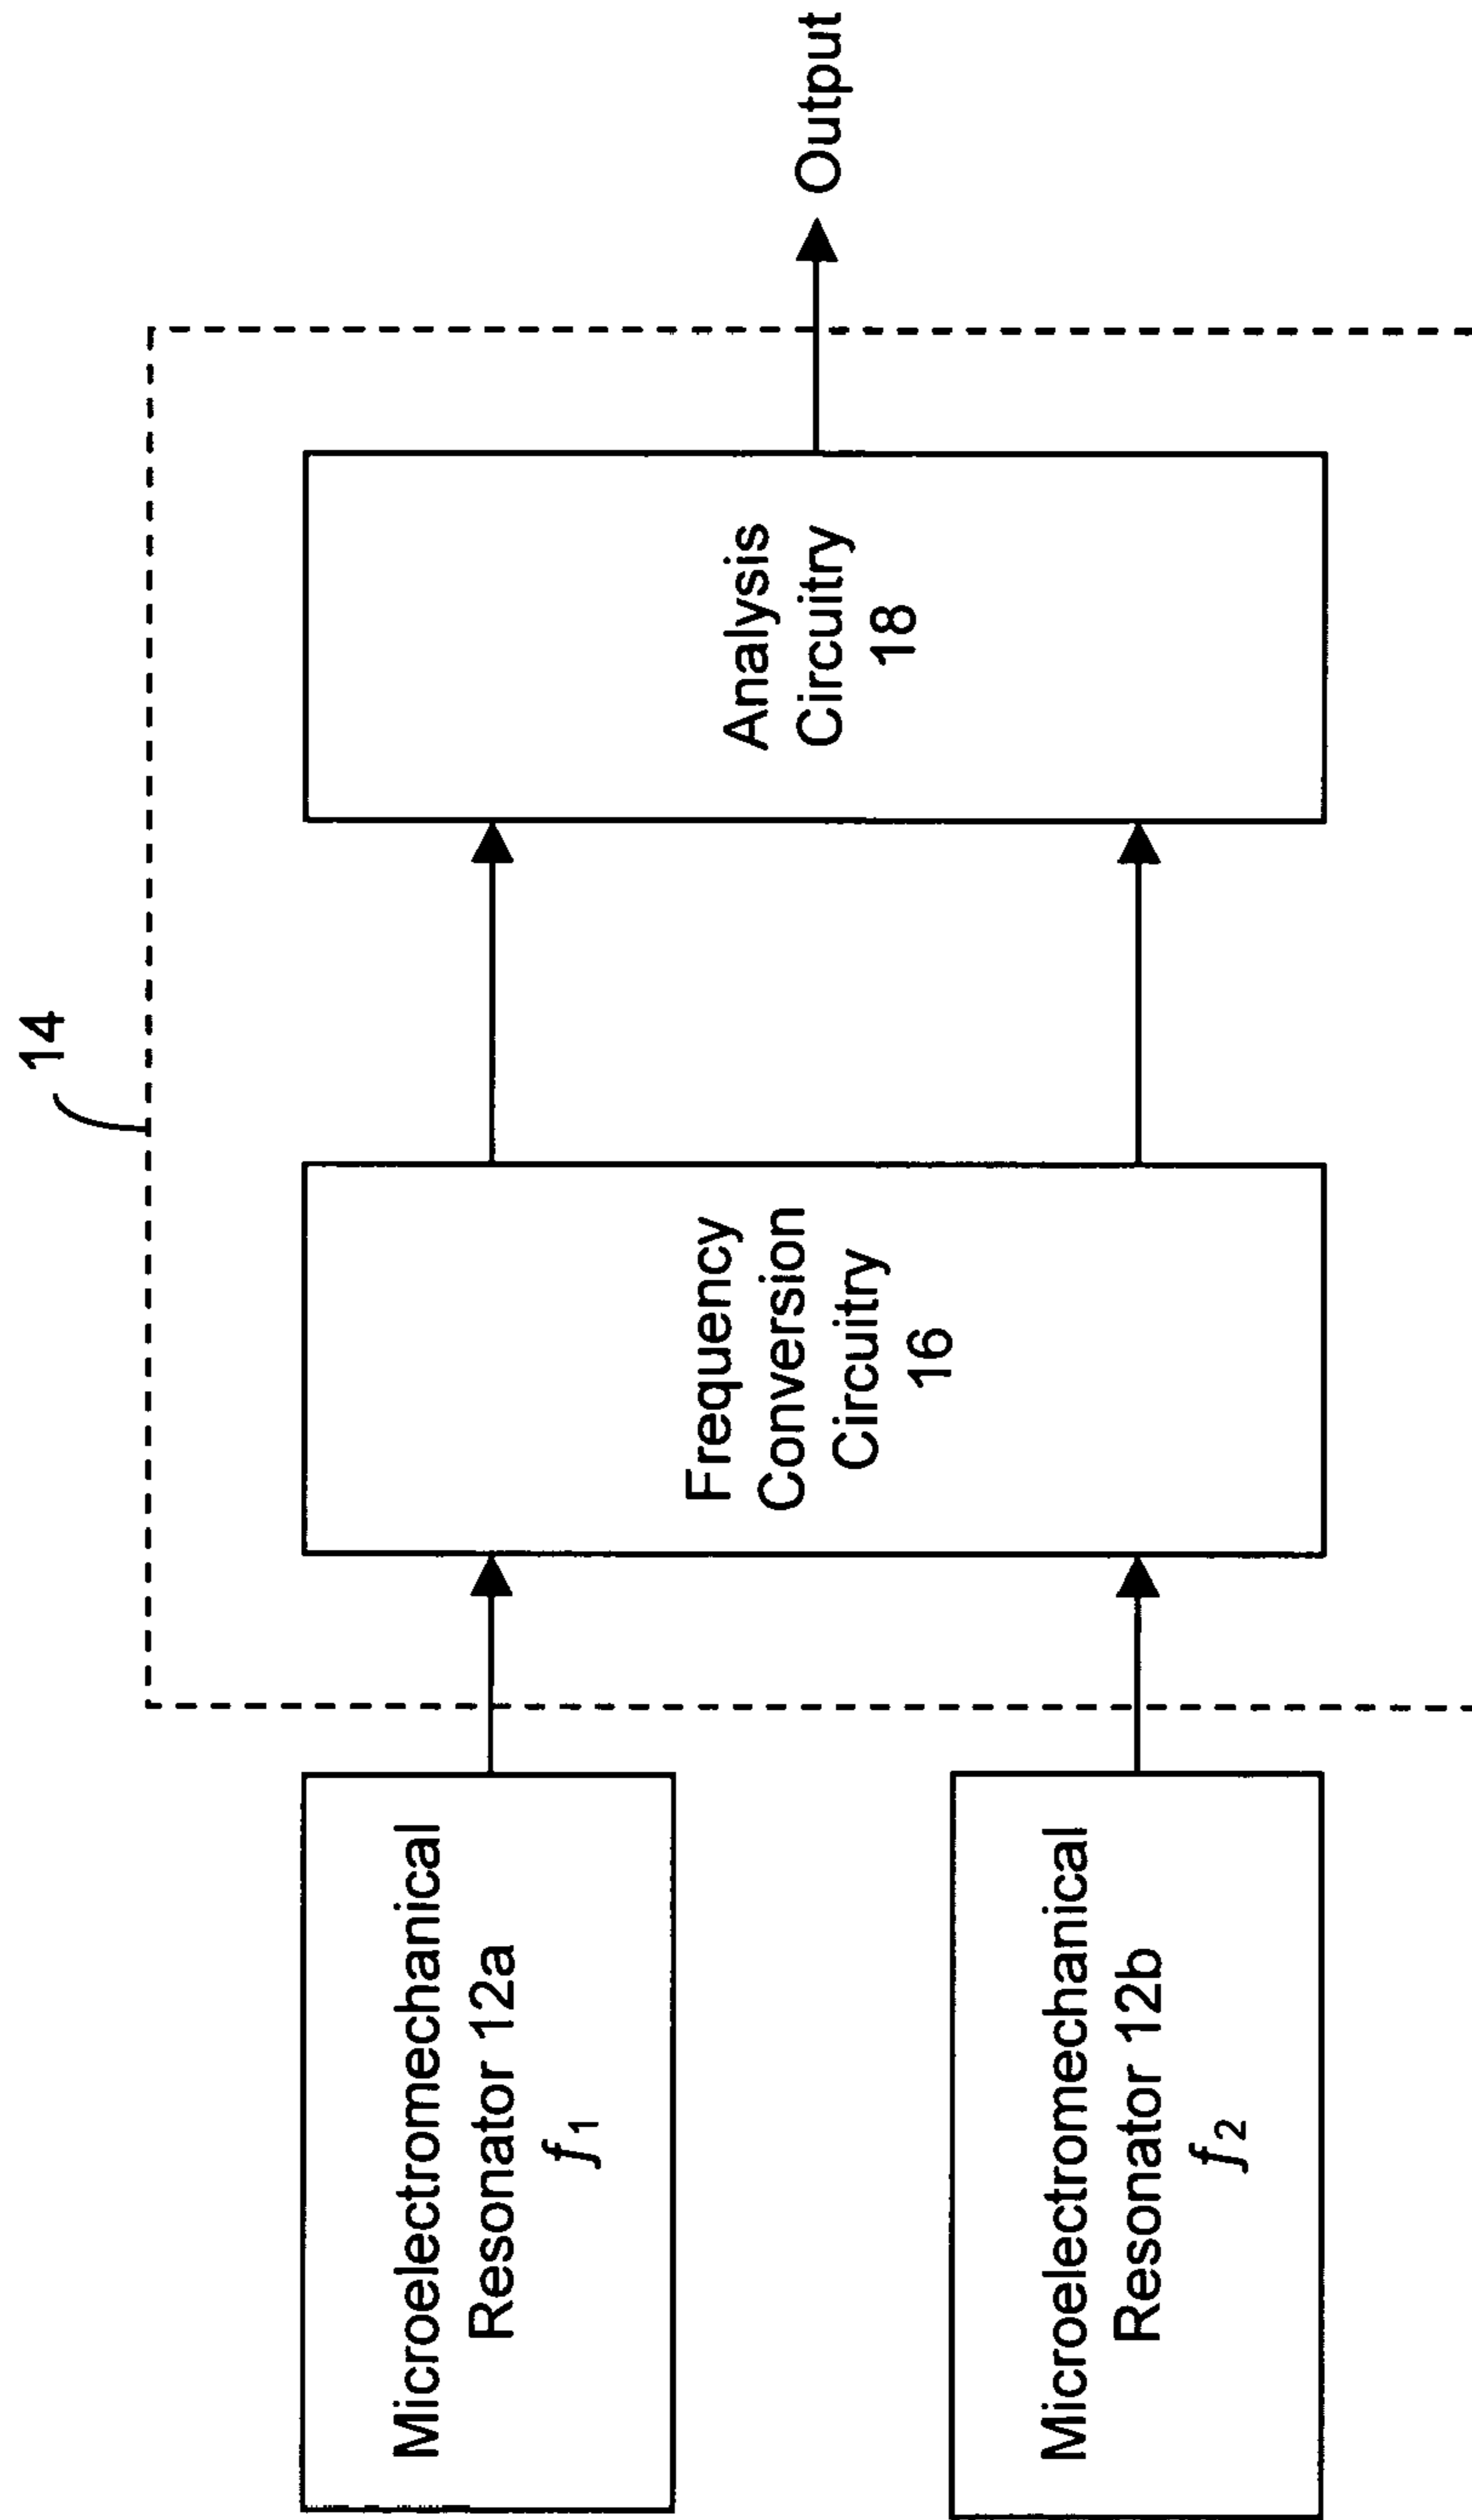 14
Microelectromechanical
Resonator 12a
f1
Microelectromechanical
Resonator 12b
f2
Frequency
Conversion
Circuitry
16
Analysis
Circuitry
18
Output